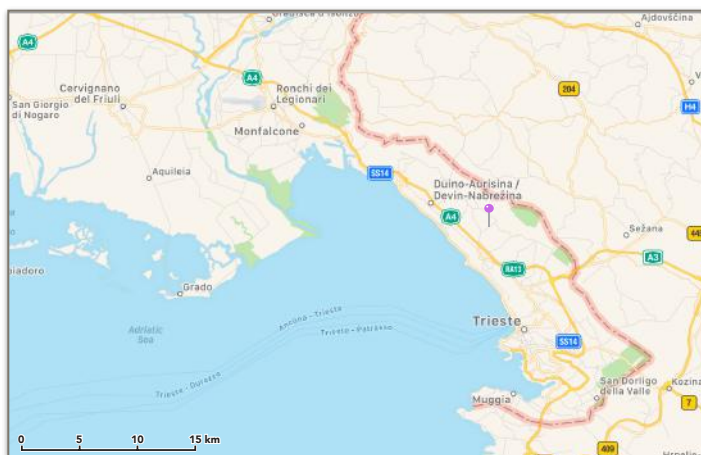 Ajdovščina
A4
A4
204
Cervignano
del Friuli
Ronchi dei
Legionari
San Giorgio
di Nogaro
H4
Monfalcone
Aquileia
SS14
Duino-Aurisina /
Devin-Nabrežina
A4
Sežana
A3
RA13
Grado
Ancona - Trieste
Adriatic
Sea
Trieste
SS14
Trieste - Durazzo
Muggia
San Dorligo
della Valle
Kozina
7
409
0 5 10 15 km